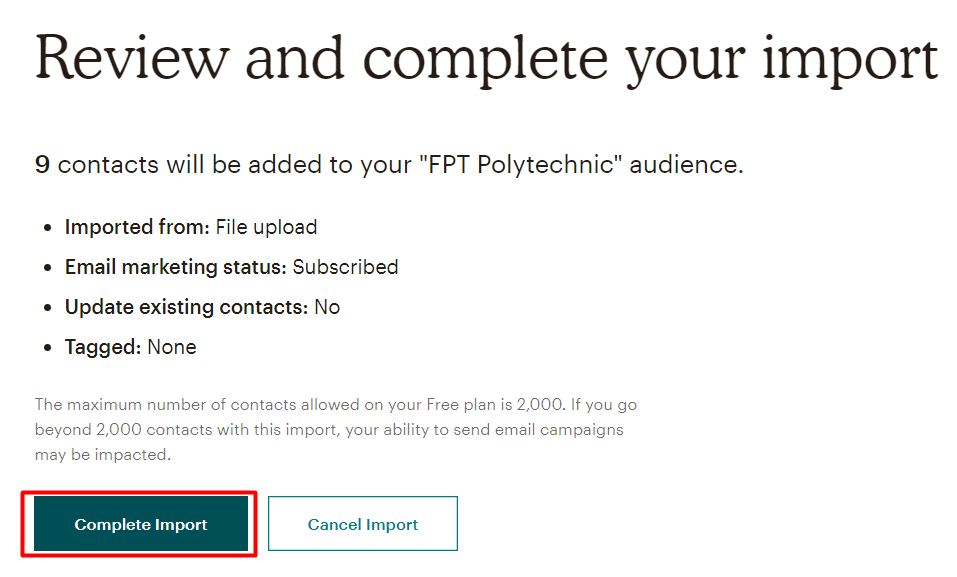 Review and complete your import
9 contacts will be added to your "FPT Polytechnic" audience.
• Imported from: File upload
• Email marketing status: Subscribed
• Update existing contacts: No
• Tagged: None
The maximum number of contacts allowed on your Free plan is 2,000. If you go
beyond 2,000 contacts with this import, your ability to send email campaigns
may be impacted.
Complete Import
Cancel Import